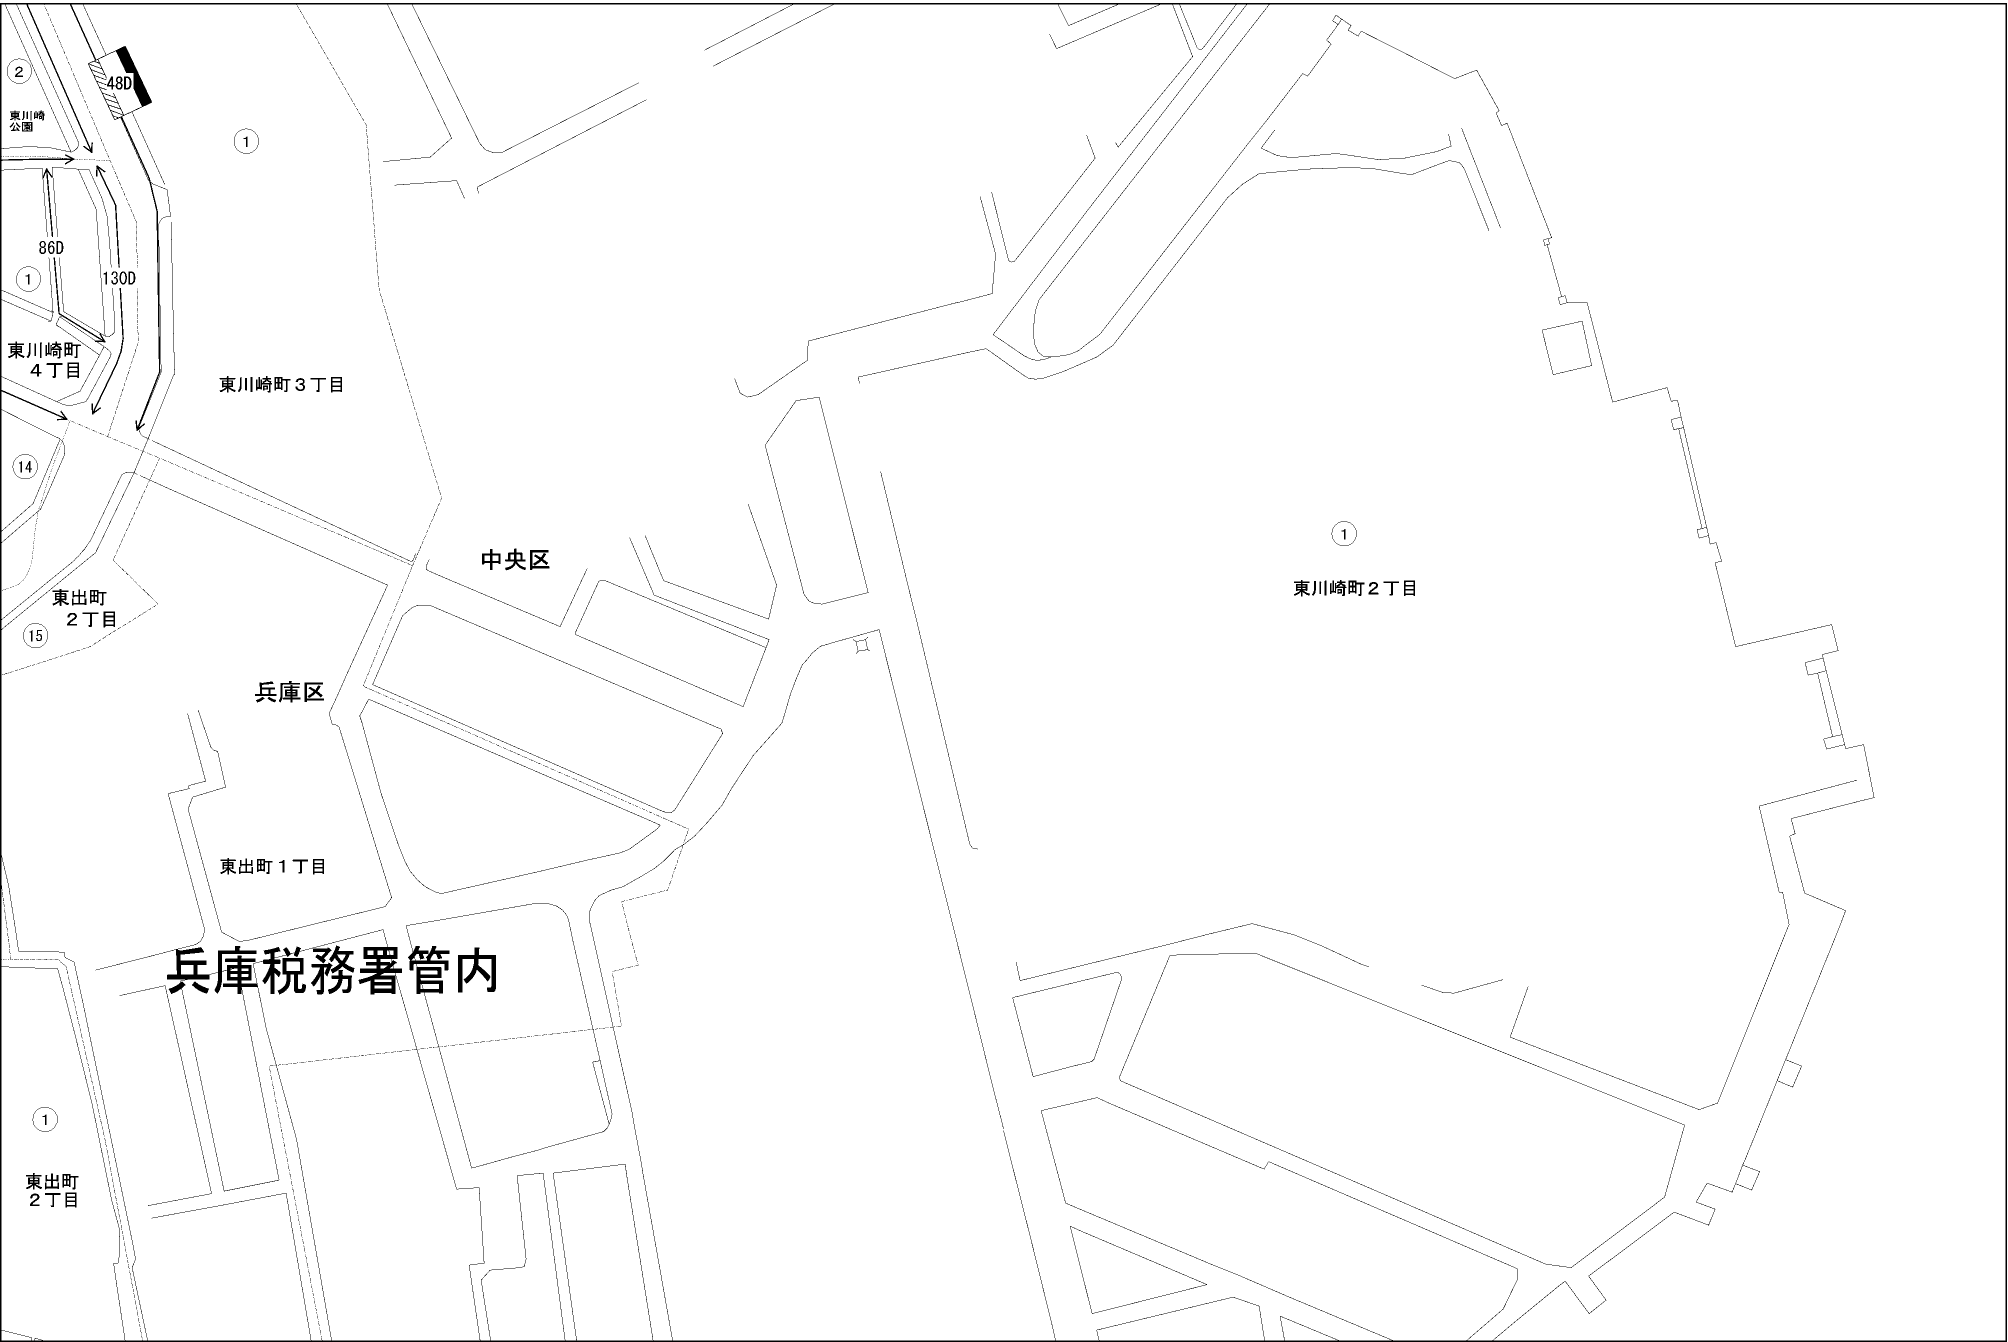 2
48D
東川崎
公園
1
86D
1
130D
東川崎町
4丁目
東川崎町3丁目
14
中央区
1
東川崎町2丁目
東出町
2丁目
15
兵庫区
東出町1丁目
兵庫税務署管内
1
東出町
2丁目